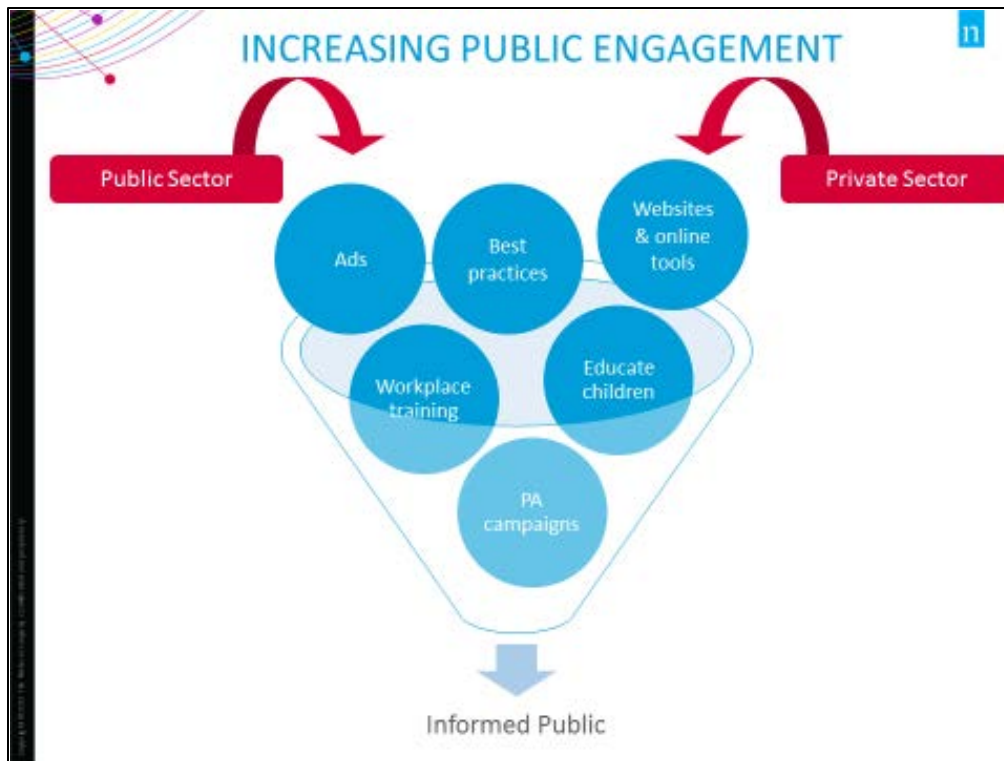 INCREASING PUBLIC ENGAGEMENT
n
Public Sector
Private Sector
Ads
Best
practices
Websites
& online
tools
Workplace
training
Educate
children
PA
campaigns
Informed Public